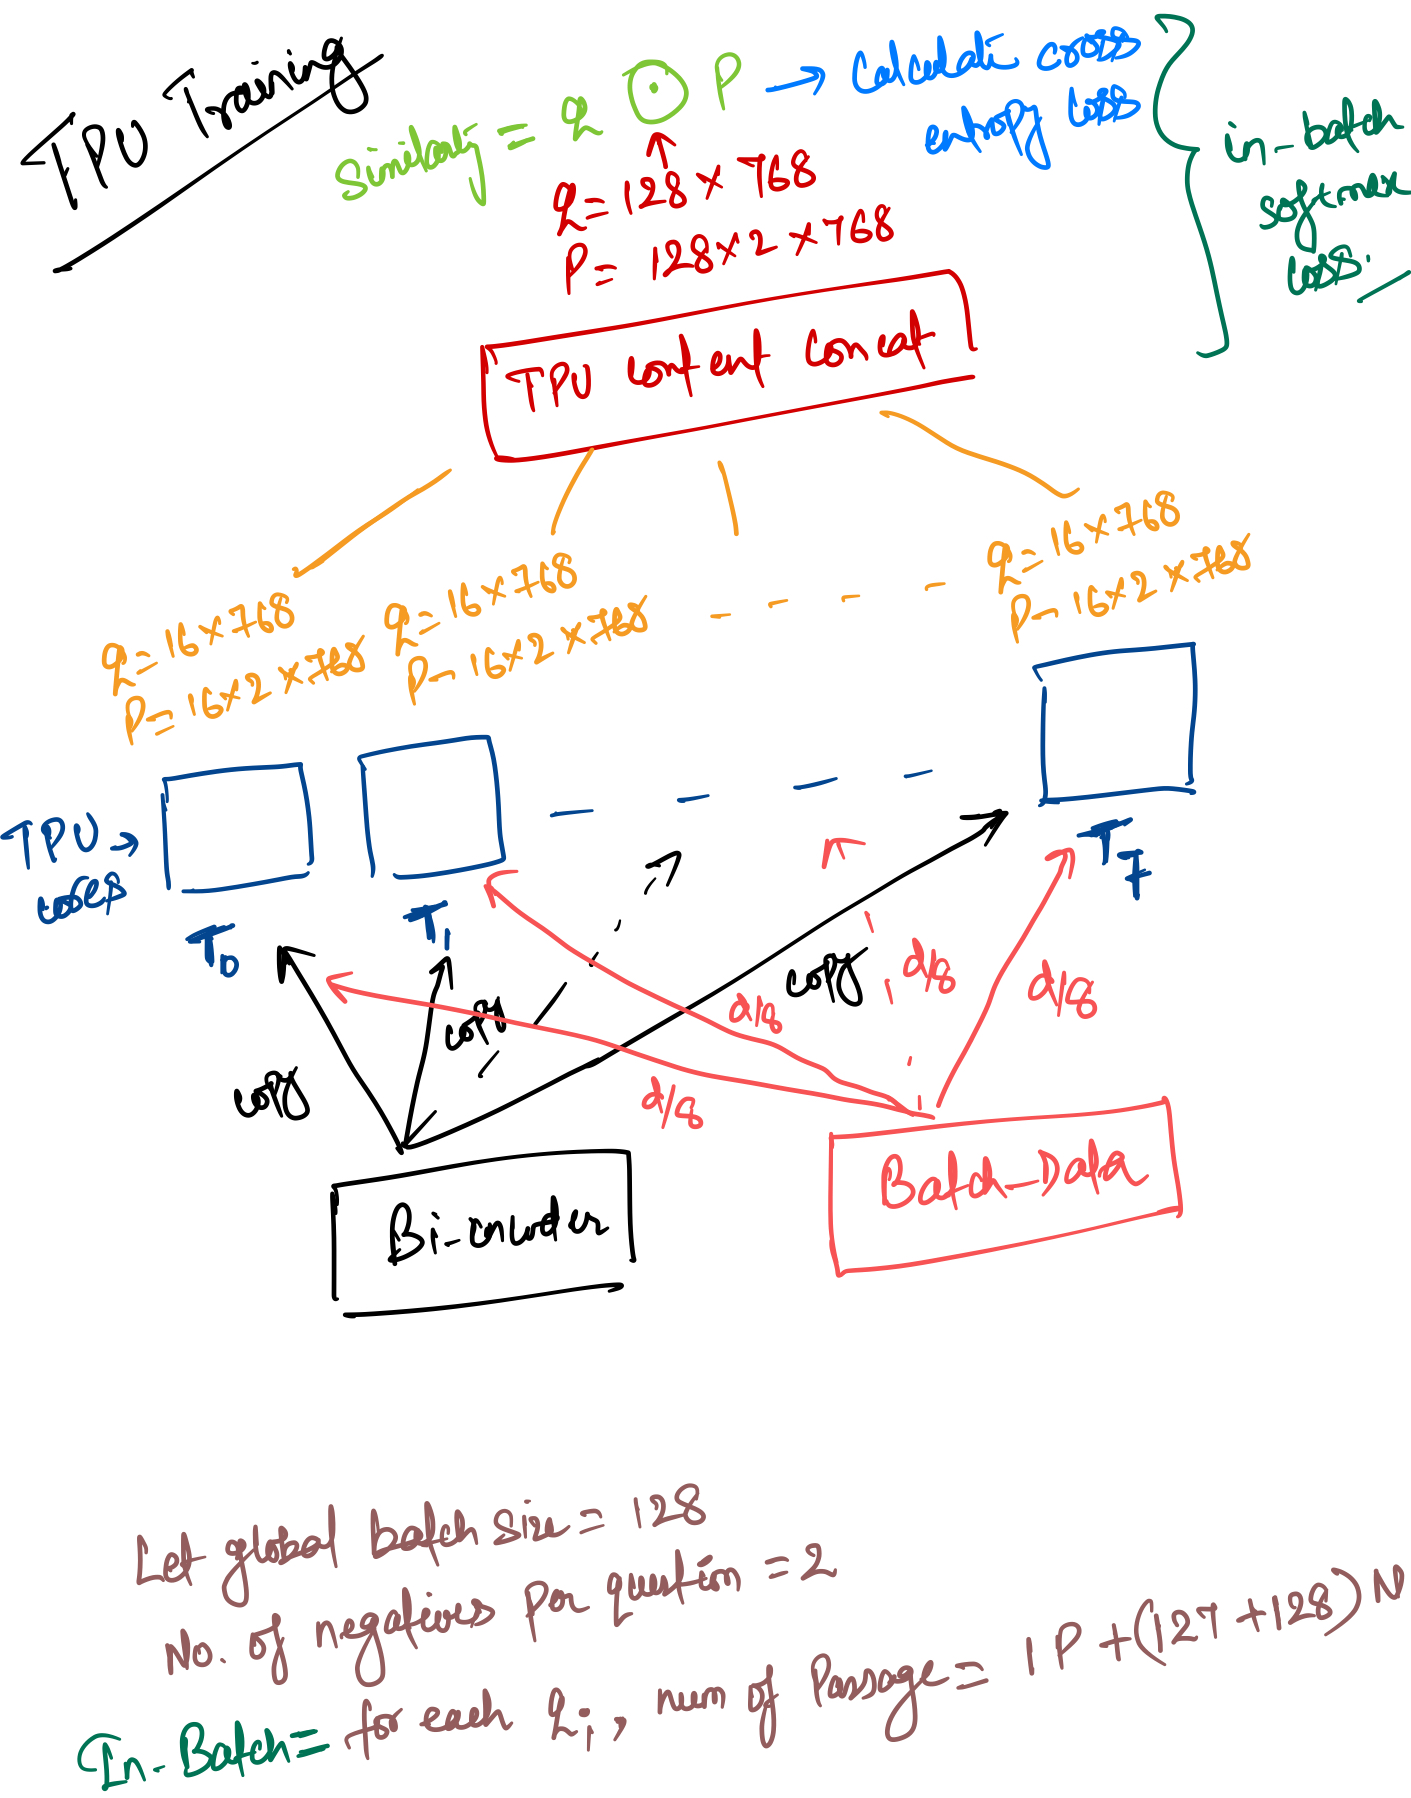 TPU Training
Similarity = q ⊙ P → Calculate cross
entropy loss
q = 128 × 768
P = 128×2 × 768
in-batch
softmax
loss.
TPU content concat
q = 16 × 768
P = 16×2 × 768
q = 16 × 768
P = 16×2 × 768
- - - -
q = 16 × 768
P = 16×2 × 768
TPU →
cores
T0
T1
- - - -
T7
copy
copy
copy
d/8
d/8
d/8
d/8
Bi-encoder
Batch_Data
Let global batch size = 128
No. of negatives per question = 2
In-Batch = for each qi, num of Passage = 1P + (127 + 128) N